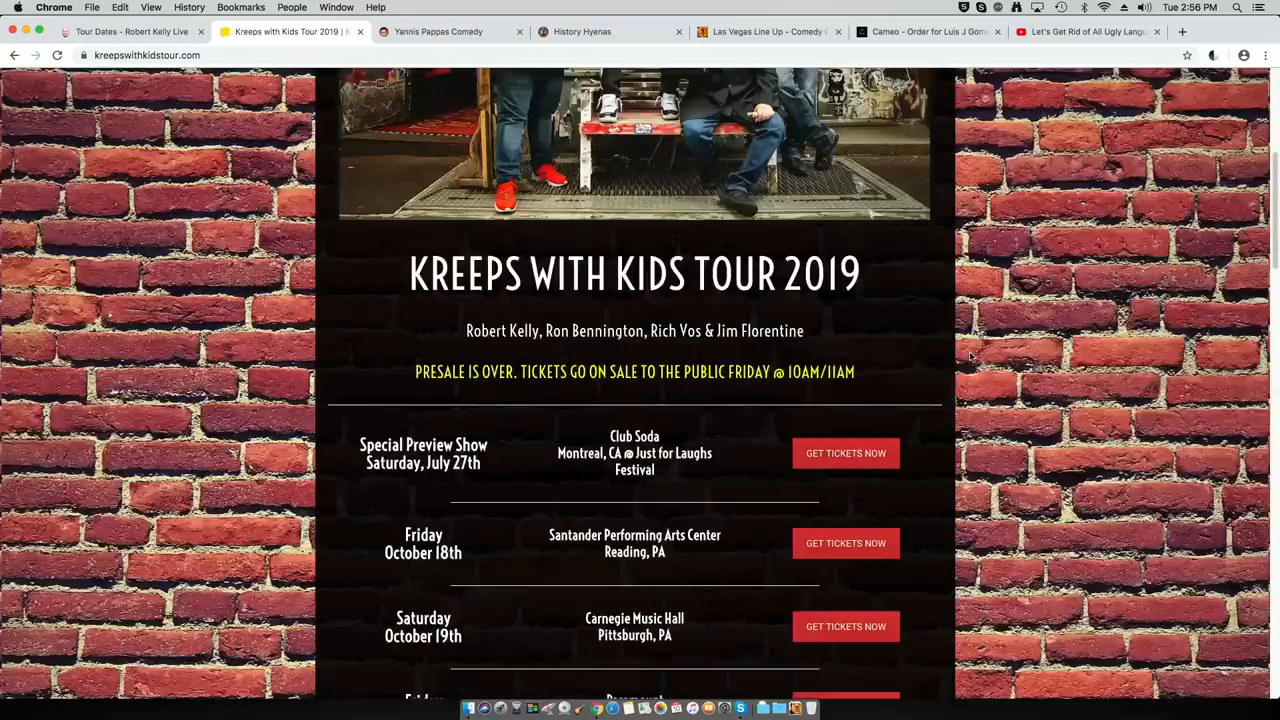 Chrome File Edit View History Bookmarks People Window Help
Tue 2:56 PM
Tour Dates - Robert Kelly Live
Keeps with Kids Tour 2019 | K
Yannis Pappas Comedy
History Hyenas
Las Vegas Line Up - Comedy C
Cameo - Order for Luis J Gom
Let's Get Rid of All Ugly Langu
kreepswithkidstour.com
KREEPS WITH KIDS TOUR 2019
Robert Kelly, Ron Bennington, Rich Vos & Jim Florentine
PRESALE IS OVER. TICKETS GO ON SALE TO THE PUBLIC FRIDAY @ 10AM/11AM
Special Preview Show
Saturday, July 27th
Club Soda
Montreal, CA @ Just for Laughs
Festival
GET TICKETS NOW
Friday
October 18th
Santander Performing Arts Center
Reading, PA
GET TICKETS NOW
Saturday
October 19th
Carnegie Music Hall
Pittsburgh, PA
GET TICKETS NOW